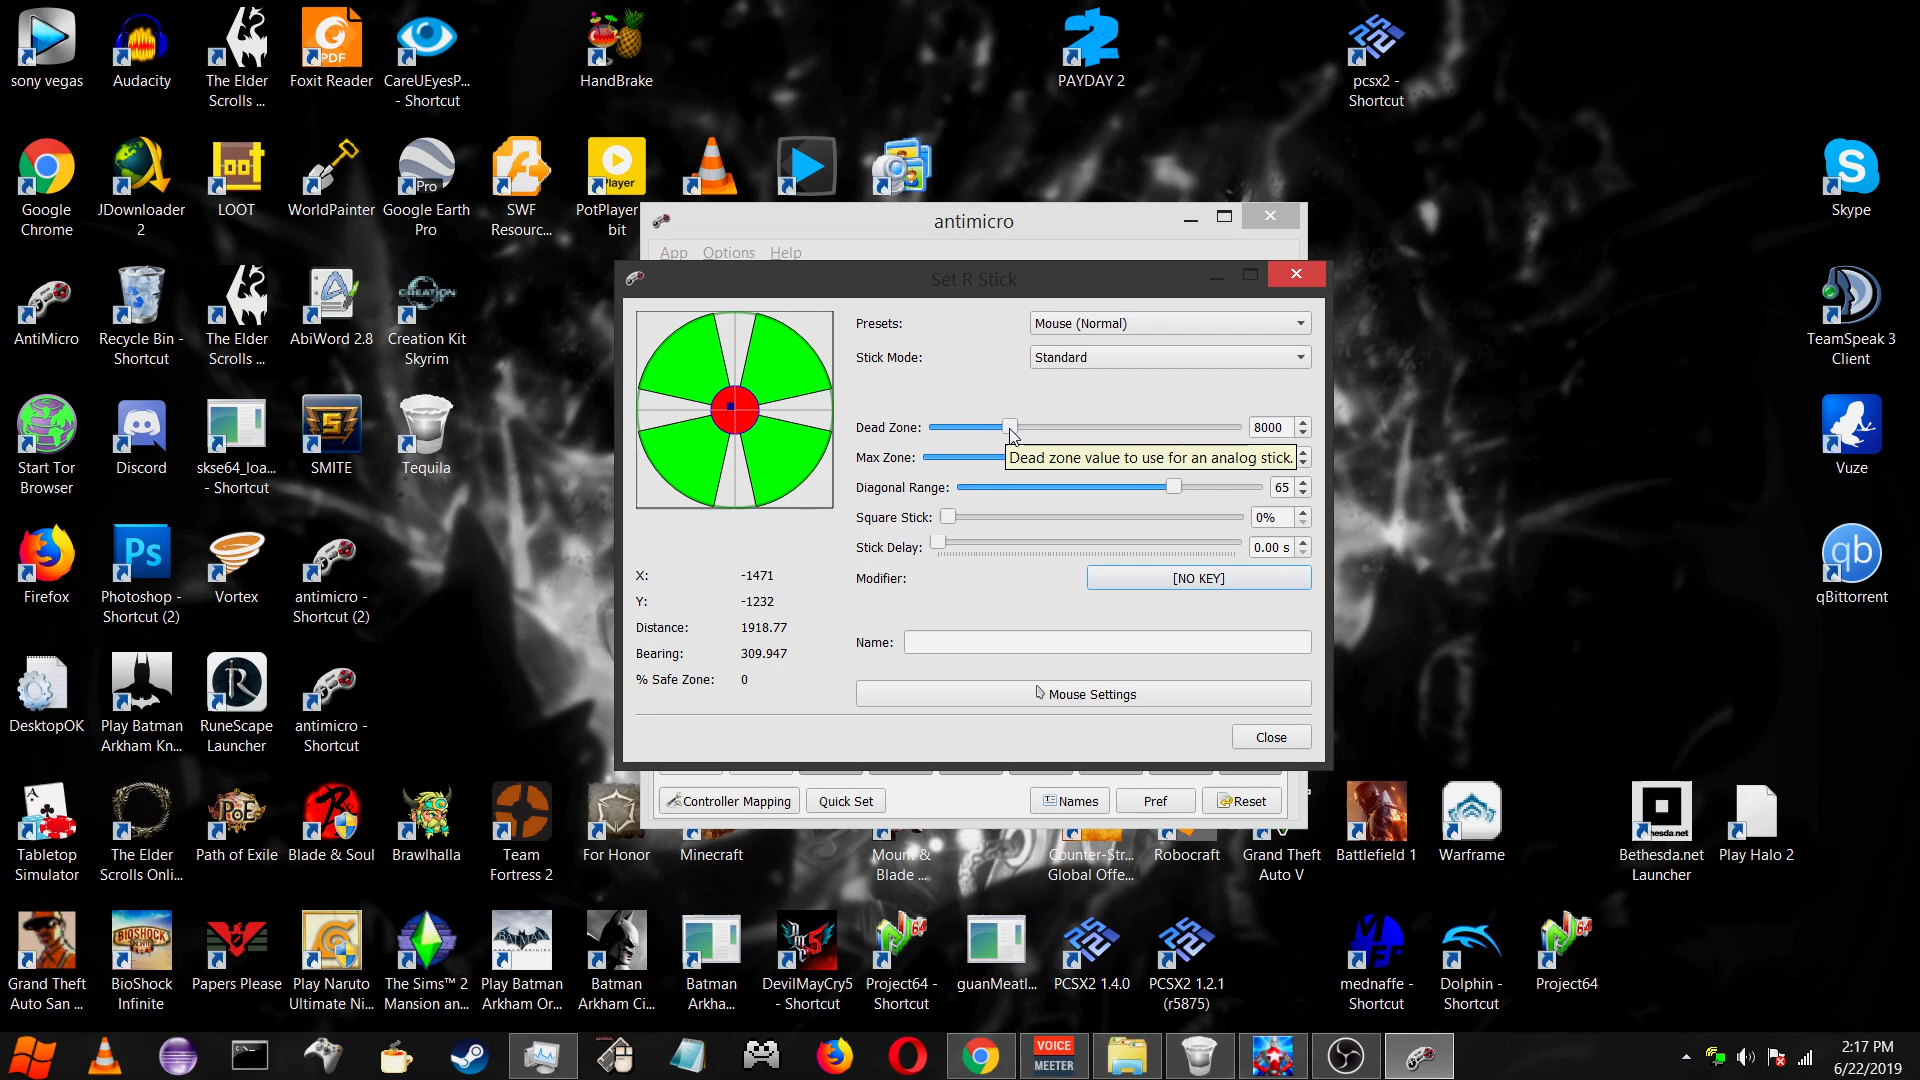 sony vegas
Audacity
The Elder
Scrolls ...
Foxit Reader
CareUEyesP...
- Shortcut
HandBrake
PAYDAY 2
pcsx2 -
Shortcut
Google
Chrome
JDownloader
2
LOOT
WorldPainter
Google Earth
Pro
SWF
Resourc...
PotPlayer
bit
Skype
antimicro
App
Options
Help
Set R Stick
AntiMicro
Recycle Bin -
Shortcut
The Elder
Scrolls ...
AbiWord 2.8
Creation Kit
Skyrim
TeamSpeak 3
Client
Presets:
Mouse (Normal)
Stick Mode:
Standard
Dead Zone:
8000
Max Zone:
Dead zone value to use for an analog stick.
Diagonal Range:
65
Square Stick:
0%
Stick Delay:
0.00 s
Modifier:
[NO KEY]
X:
-1471
Y:
-1232
Distance:
1918.77
Bearing:
309.947
% Safe Zone:
0
Name:
Mouse Settings
Close
Start Tor
Browser
Discord
skse64_loa...
- Shortcut
SMITE
Tequila
Vuze
Firefox
Photoshop -
Shortcut (2)
Vortex
antimicro -
Shortcut (2)
qBittorrent
DesktopOK
Play Batman
Arkham Kn...
RuneScape
Launcher
antimicro -
Shortcut
Controller Mapping
Quick Set
Names
Pref
Reset
Tabletop
Simulator
The Elder
Scrolls Onli...
Path of Exile
Blade & Soul
Brawlhalla
Team
Fortress 2
For Honor
Minecraft
Mount &
Blade ...
Counter-Str...
Global Offe...
Robocraft
Grand Theft
Auto V
Battlefield 1
Warframe
Bethesda.net
Launcher
Play Halo 2
Grand Theft
Auto San ...
BioShock
Infinite
Papers Please
Play Naruto
Ultimate Ni...
The Sims™ 2
Mansion an...
Play Batman
Arkham Or...
Batman
Arkham Ci...
Batman
Arkha...
DevilMayCry5
- Shortcut
Project64 -
Shortcut
guanMeatl...
PCSX2 1.4.0
PCSX2 1.2.1
(r5875)
mednaffe -
Shortcut
Dolphin -
Shortcut
Project64
VOICE
MEETER
2:17 PM
6/22/2019